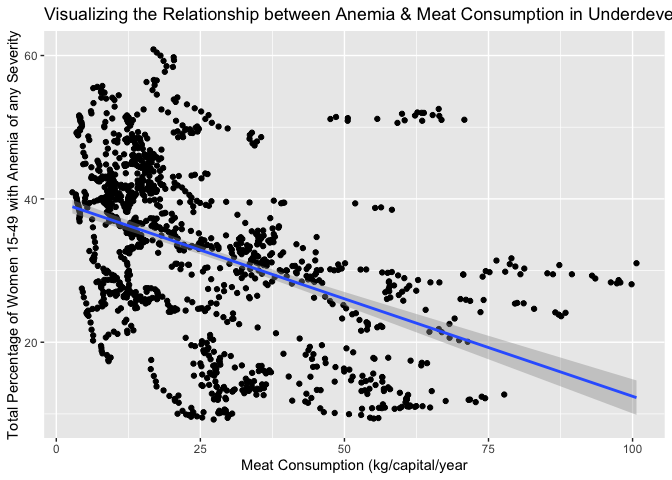 Visualizing the Relationship between Anemia & Meat Consumption in Underdeve
Total Percentage of Women 15-49 with Anemia of any Severity
60
40
20
0
25
50
75
100
Meat Consumption (kg/capital/year